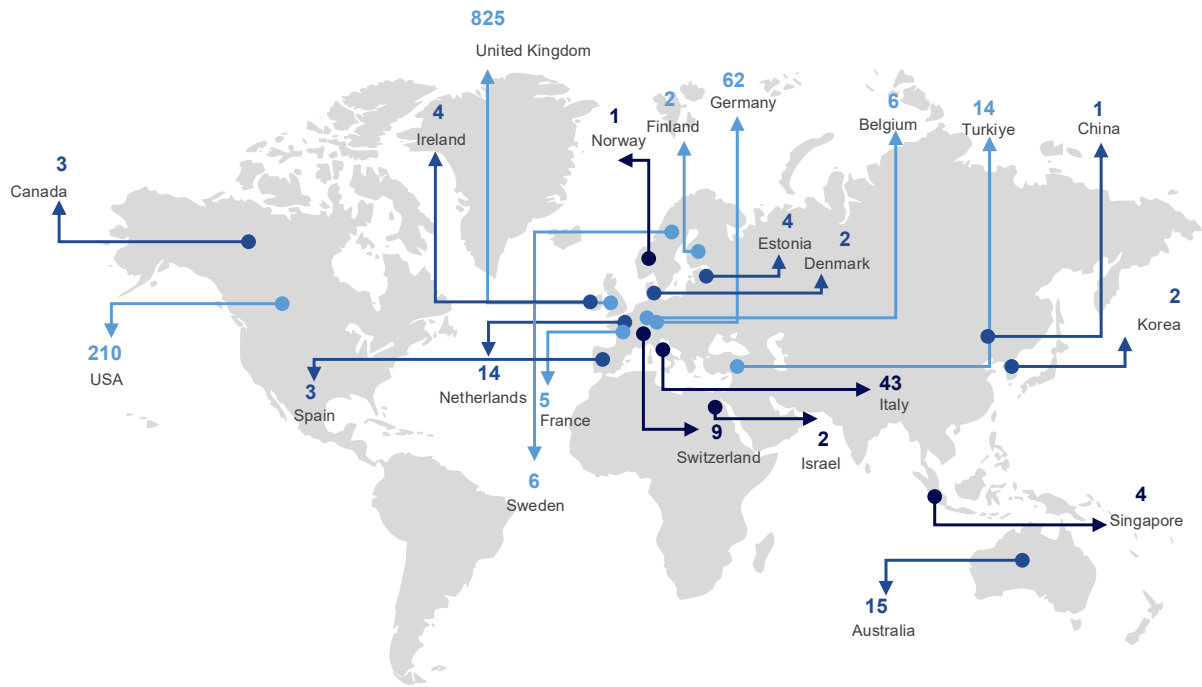 825
United Kingdom
4
Ireland
1
Norway
2
Finland
62
Germany
6
Belgium
14
Turkiye
1
China
3
Canada
4
Estonia
2
Denmark
2
Korea
210
USA
3
Spain
14
Netherlands
5
France
43
Italy
9
Switzerland
2
Israel
6
Sweden
4
Singapore
15
Australia